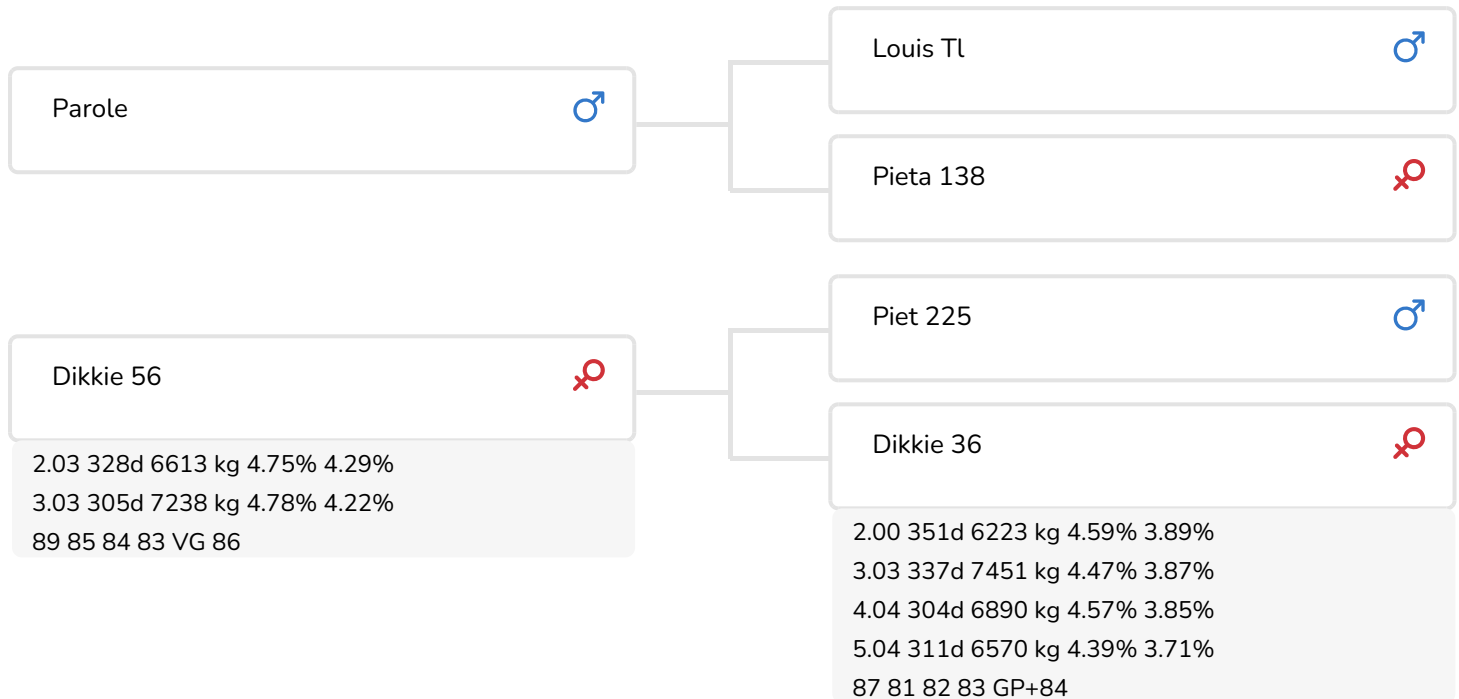 Parole
Louis Tl
Pieta 138
Dikkie 56
2.03 328d 6613 kg 4.75% 4.29%
3.03 305d 7238 kg 4.78% 4.22%
89 85 84 83 VG 86
Piet 225
Dikkie 36
2.00 351d 6223 kg 4.59% 3.89%
3.03 337d 7451 kg 4.47% 3.87%
4.04 304d 6890 kg 4.57% 3.85%
5.04 311d 6570 kg 4.39% 3.71%
87 81 82 83 GP+84